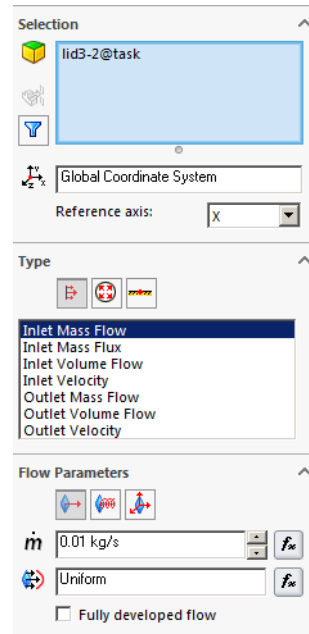 Selection
lid3-2@task
Global Coordinate System
Reference axis:
X
Type
Inlet Mass Flow
Inlet Mass Flux
Inlet Volume Flow
Inlet Velocity
Outlet Mass Flow
Outlet Volume Flow
Outlet Velocity
Flow Parameters
ṁ 0.01 kg/s fx
Uniform fx
Fully developed flow